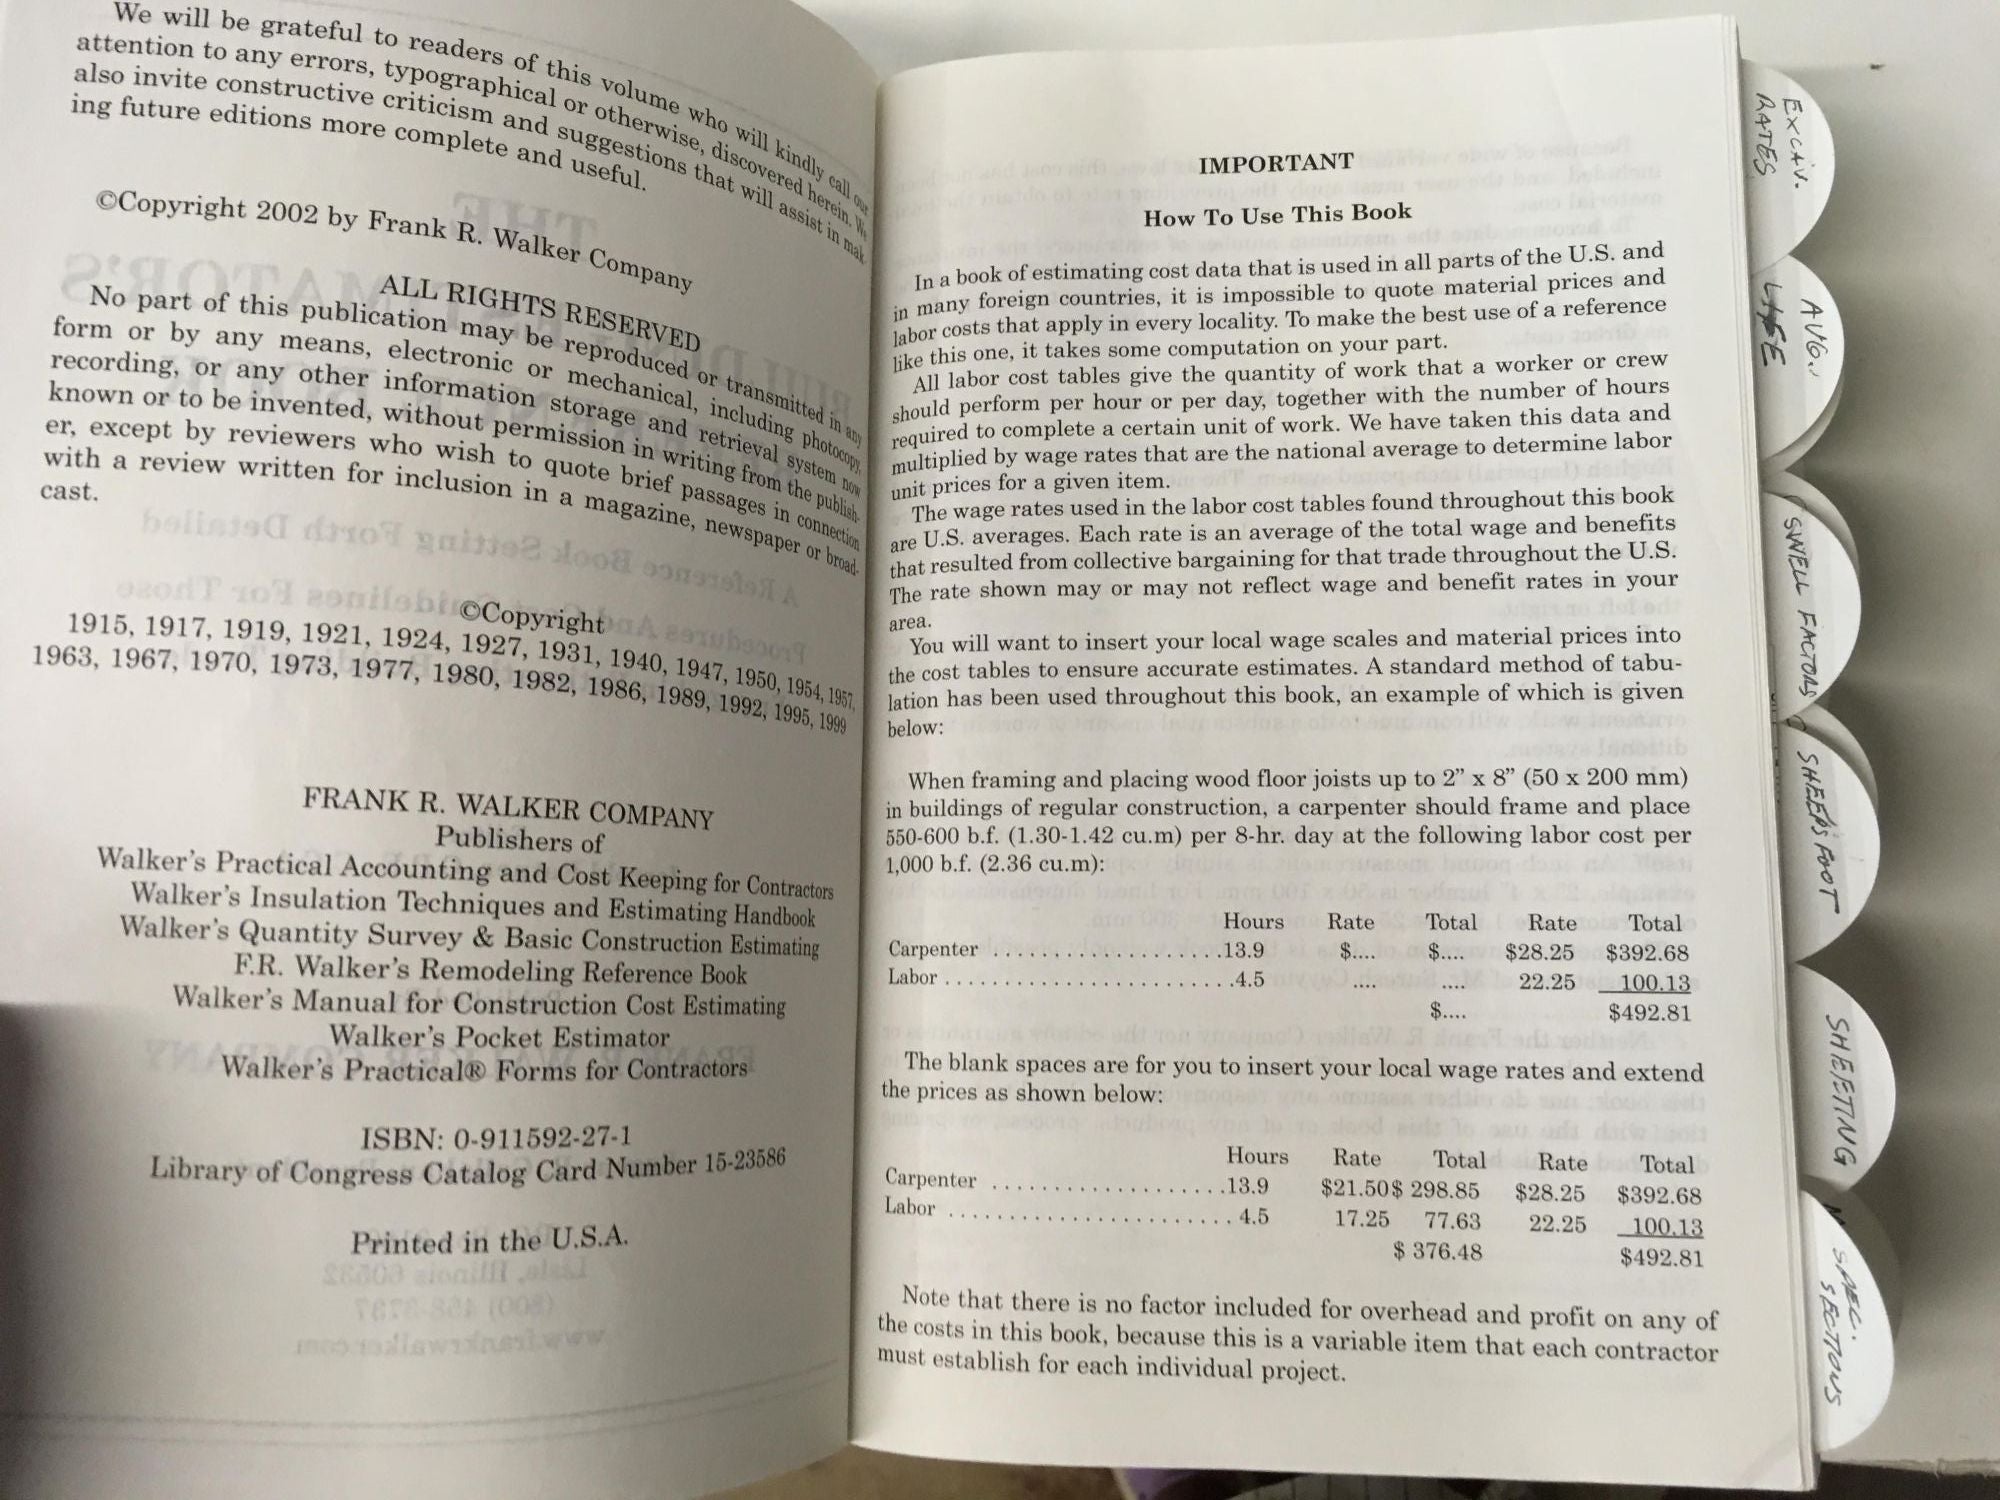 We will be grateful to readers of this volume who will kindly call our
attention to any errors, typographical or otherwise, discovered herein. We
also invite constructive criticism and suggestions that will assist in mak
ing future editions more complete and useful.
©Copyright 2002 by Frank R. Walker Company
ALL RIGHTS RESERVED
No part of this publication may be reproduced or transmitted in any
form or by any means, electronic or mechanical, including photocopy,
recording, or any other information storage and retrieval system now
known or to be invented, without permission in writing from the publish-
er, except by reviewers who wish to quote brief passages in connection
with a review written for inclusion in a magazine, newspaper or broad-
cast.
©Copyright
1915, 1917, 1919, 1921, 1924, 1927, 1931, 1940, 1947, 1950, 1954, 1957,
1963, 1967, 1970, 1973, 1977, 1980, 1982, 1986, 1989, 1992, 1995, 1999
FRANK R. WALKER COMPANY
Publishers of
Walker's Practical Accounting and Cost Keeping for Contractors
Walker's Insulation Techniques and Estimating Handbook
Walker's Quantity Survey & Basic Construction Estimating
F.R. Walker's Remodeling Reference Book
Walker's Manual for Construction Cost Estimating
Walker's Pocket Estimator
Walker's Practical® Forms for Contractors
ISBN: 0-911592-27-1
Library of Congress Catalog Card Number 15-23586
Printed in the U.S.A.
IMPORTANT
How To Use This Book
In a book of estimating cost data that is used in all parts of the U.S. and
in many foreign countries, it is impossible to quote material prices and
labor costs that apply in every locality. To make the best use of a reference
like this one, it takes some computation on your part.
All labor cost tables give the quantity of work that a worker or crew
should perform per hour or per day, together with the number of hours
required to complete a certain unit of work. We have taken this data and
multiplied by wage rates that are the national average to determine labor
unit prices for a given item.
The wage rates used in the labor cost tables found throughout this book
are U.S. averages. Each rate is an average of the total wage and benefits
that resulted from collective bargaining for that trade throughout the U.S.
The rate shown may or may not reflect wage and benefit rates in your
area.
You will want to insert your local wage scales and material prices into
the cost tables to ensure accurate estimates. A standard method of tabu-
lation has been used throughout this book, an example of which is given
below:
When framing and placing wood floor joists up to 2" x 8" (50 x 200 mm)
in buildings of regular construction, a carpenter should frame and place
550-600 b.f. (1.30-1.42 cu.m) per 8-hr. day at the following labor cost per
1,000 b.f. (2.36 cu.m):
Hours Rate Total Rate Total
Carpenter ...................13.9 $.... $.... $28.25 $392.68
Labor ........................4.5 .... .... 22.25 100.13
$.... $492.81
The blank spaces are for you to insert your local wage rates and extend
the prices as shown below:
Hours Rate Total Rate Total
Carpenter ...................13.9 $21.50 $ 298.85 $28.25 $392.68
Labor ........................ 4.5 17.25 77.63 22.25 100.13
$ 376.48 $492.81
Note that there is no factor included for overhead and profit on any of
the costs in this book, because this is a variable item that each contractor
must establish for each individual project.
EXCAV.
RATES
AVG.
LIFE
SWELL FACTORS
SHEEPSFOOT
SHEETING
SPEC.
SECTIONS